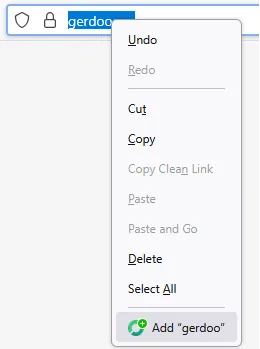 gerdoo
Undo
Redo
Cut
Copy
Copy Clean Link
Paste
Paste and Go
Delete
Select All
Add “gerdoo”